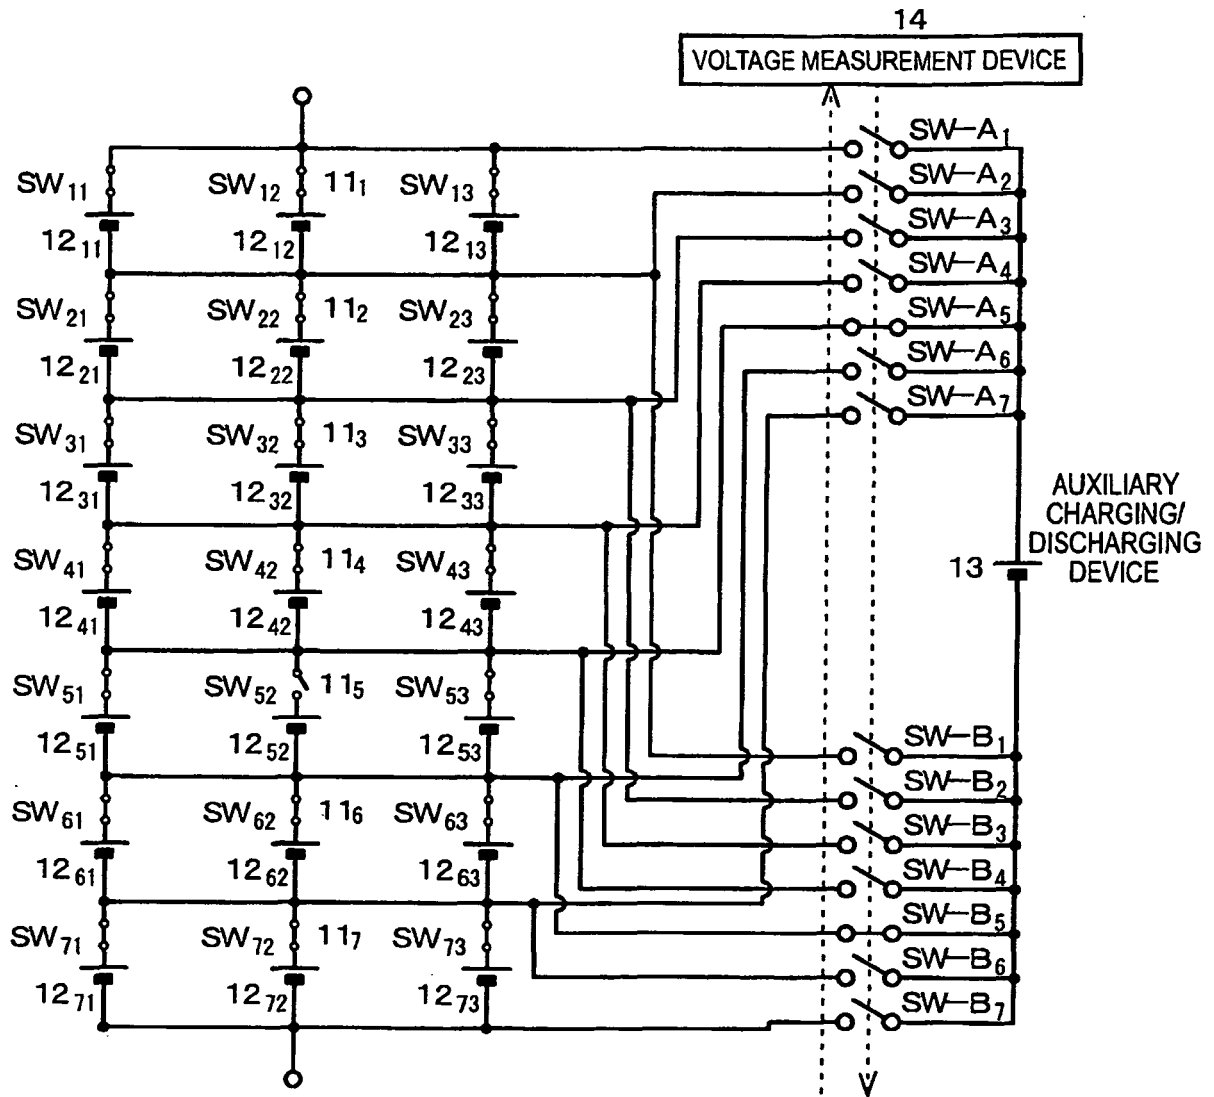 14
VOLTAGE MEASUREMENT DEVICE
SW11 SW12 11₁ SW13
12₁₁ 12₁₂ 12₁₃
SW₂₁ SW₂₂ 11₂ SW₂₃
12₂₁ 12₂₂ 12₂₃
SW₃₁ SW₃₂ 11₃ SW₃₃
12₃₁ 12₃₂ 12₃₃
SW₄₁ SW₄₂ 11₄ SW₄₃
12₄₁ 12₄₂ 12₄₃
SW₅₁ SW₅₂ 11₅ SW₅₃
12₅₁ 12₅₂ 12₅₃
SW₆₁ SW₆₂ 11₆ SW₆₃
12₆₁ 12₆₂ 12₆₃
SW₇₁ SW₇₂ 11₇ SW₇₃
12₇₁ 12₇₂ 12₇₃
SW-A₁
SW-A₂
SW-A₃
SW-A₄
SW-A₅
SW-A₆
SW-A₇
AUXILIARY
CHARGING/
DISCHARGING
DEVICE
13
SW-B₁
SW-B₂
SW-B₃
SW-B₄
SW-B₅
SW-B₆
SW-B₇